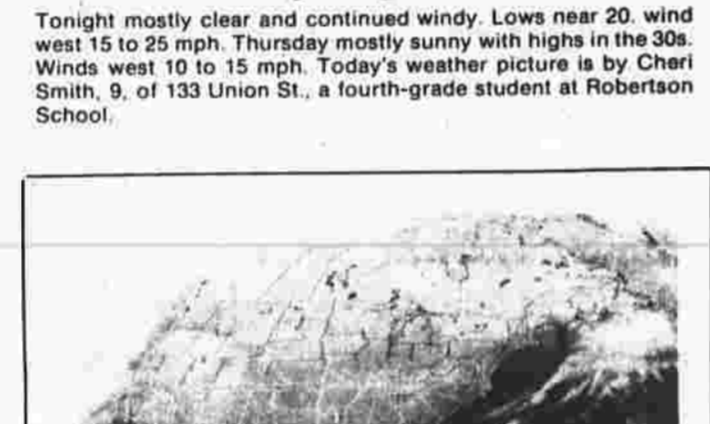 Tonight mostly clear and continued windy. Lows near 20. wind
west 15 to 25 mph. Thursday mostly sunny with highs in the 30s.
Winds west 10 to 15 mph. Today's weather picture is by Cheri
Smith, 9, of 133 Union St., a fourth-grade student at Robertson
School.